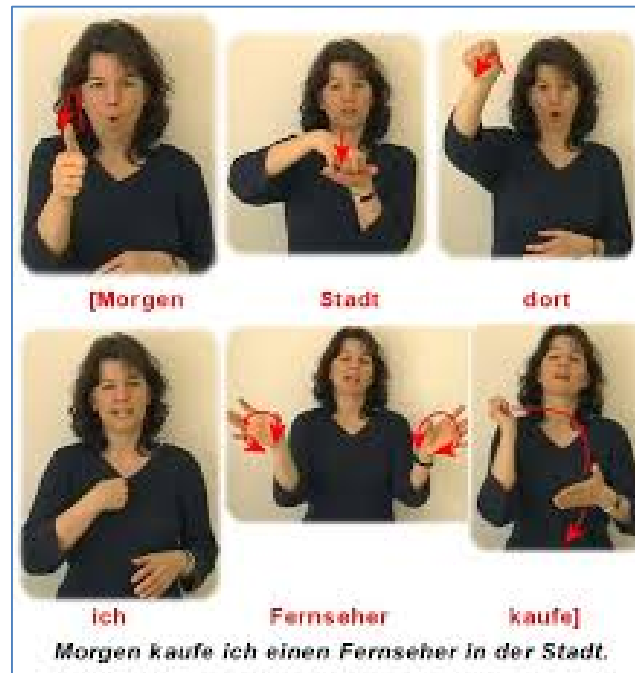 [Morgen Stadt dort
ich Fernseher kaufe]
Morgen kaufe ich einen Fernseher in der Stadt.